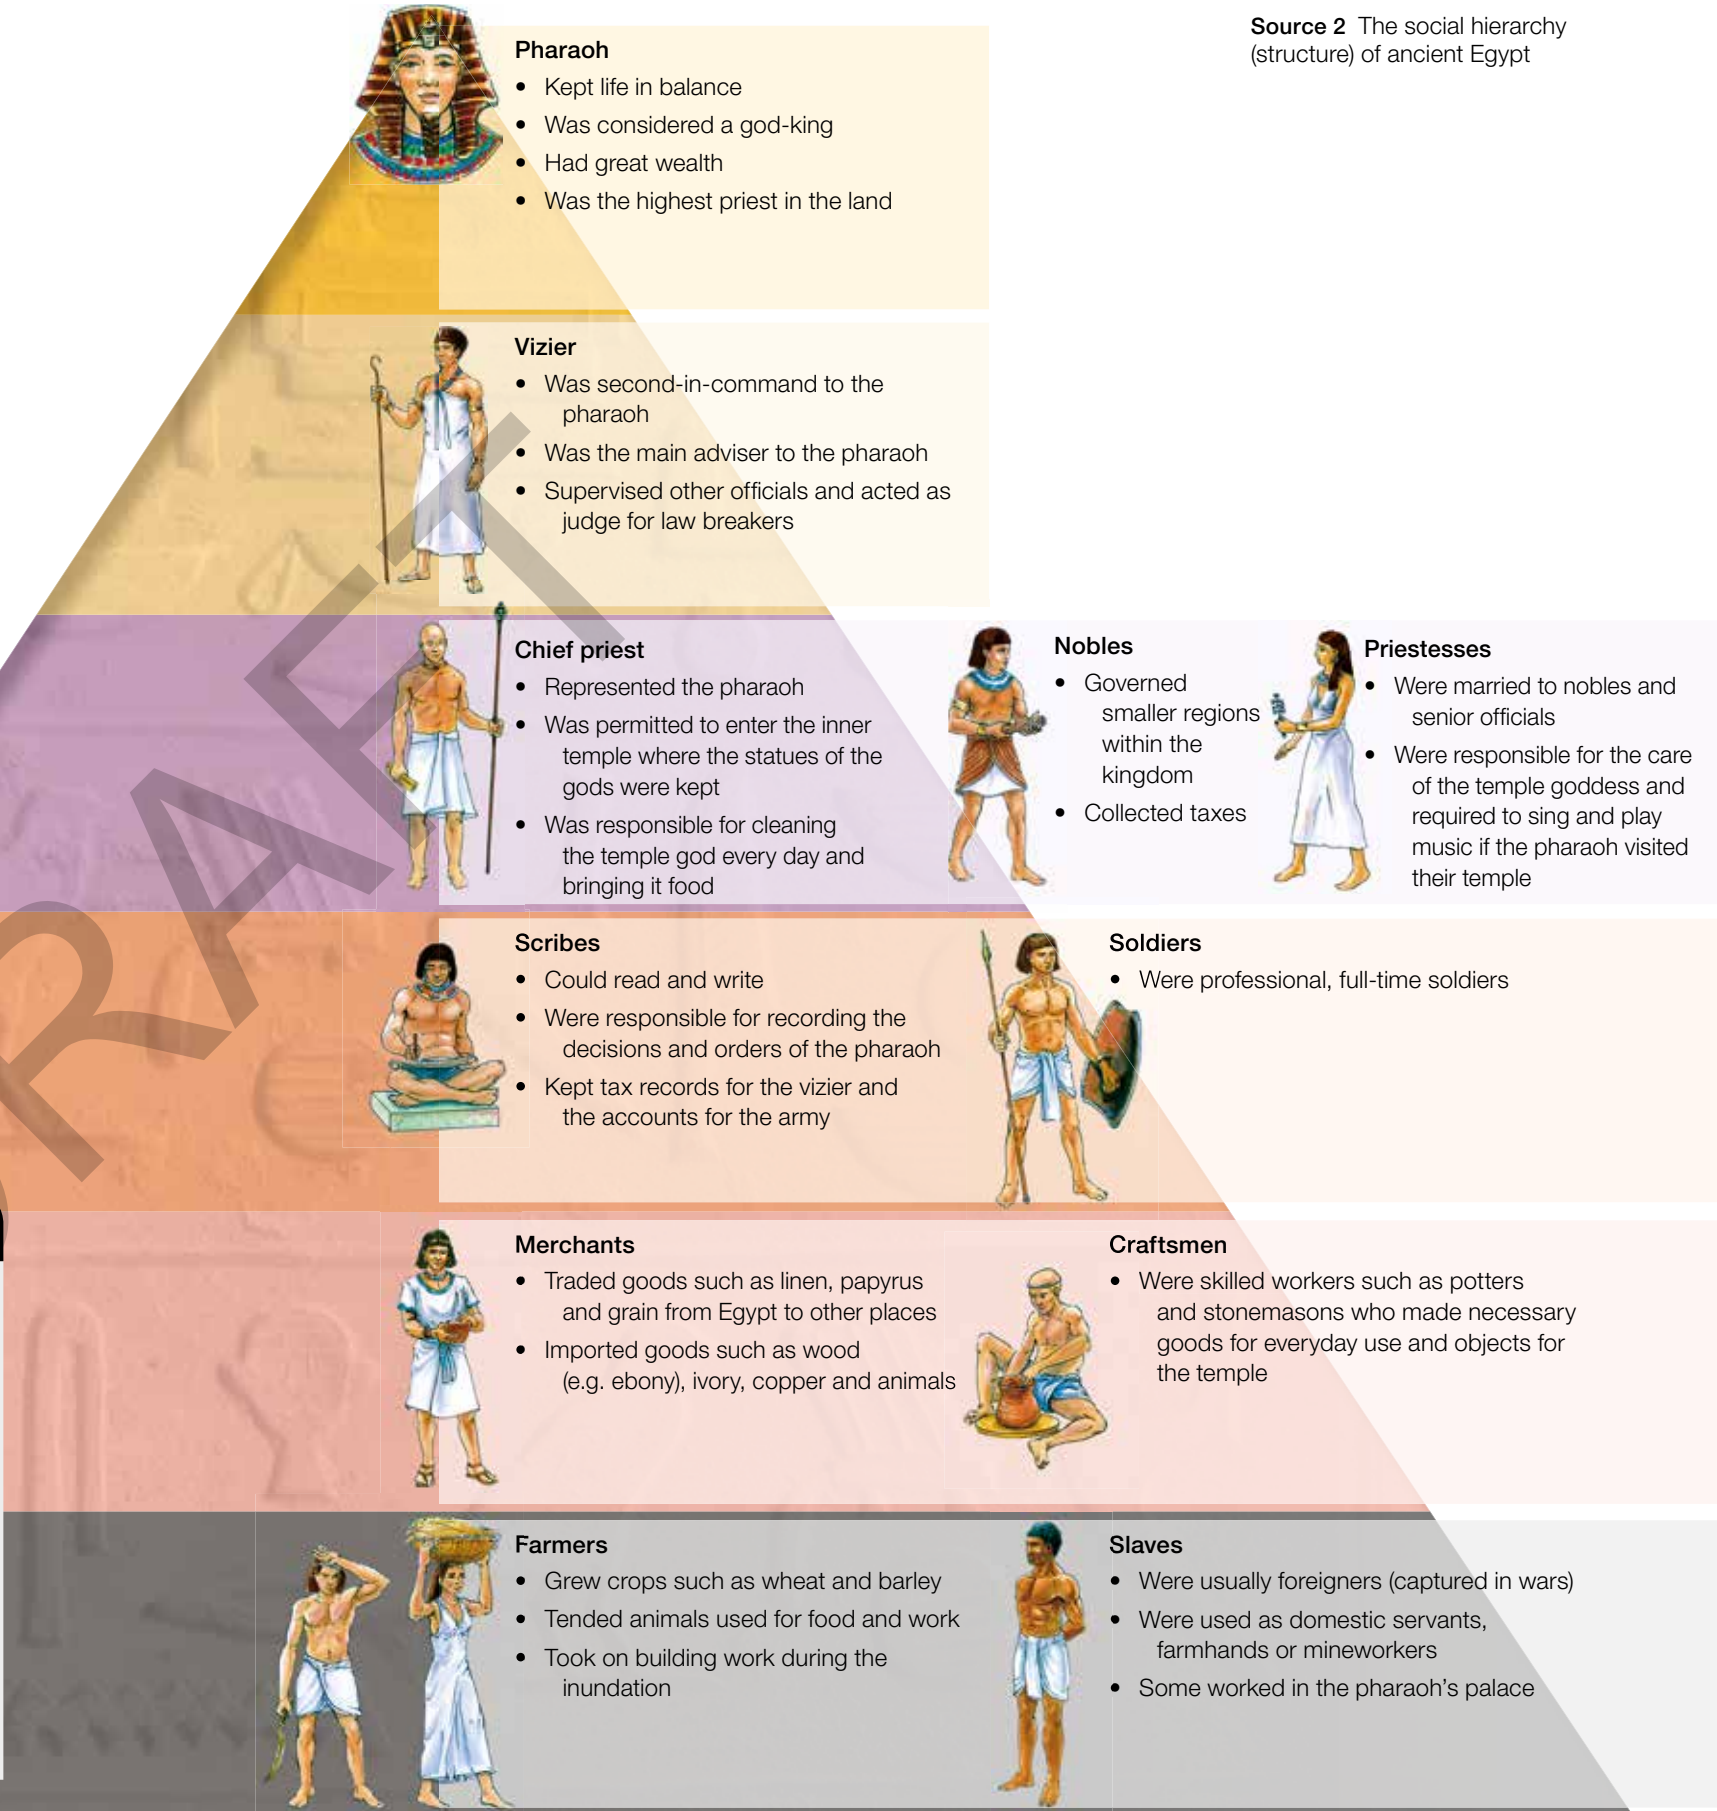 Source 2 The social hierarchy
(structure) of ancient Egypt
Pharaoh
• Kept life in balance
• Was considered a god-king
• Had great wealth
• Was the highest priest in the land
Vizier
• Was second-in-command to the
pharaoh
• Was the main adviser to the pharaoh
• Supervised other officials and acted as
judge for law breakers
Chief priest
• Represented the pharaoh
• Was permitted to enter the inner
temple where the statues of the
gods were kept
• Was responsible for cleaning
the temple god every day and
bringing it food
Nobles
• Governed
smaller regions
within the
kingdom
• Collected taxes
Priestesses
• Were married to nobles and
senior officials
• Were responsible for the care
of the temple goddess and
required to sing and play
music if the pharaoh visited
their temple
Scribes
• Could read and write
• Were responsible for recording the
decisions and orders of the pharaoh
• Kept tax records for the vizier and
the accounts for the army
Soldiers
• Were professional, full-time soldiers
Merchants
• Traded goods such as linen, papyrus
and grain from Egypt to other places
• Imported goods such as wood
(e.g. ebony), ivory, copper and animals
Craftsmen
• Were skilled workers such as potters
and stonemasons who made necessary
goods for everyday use and objects for
the temple
Farmers
• Grew crops such as wheat and barley
• Tended animals used for food and work
• Took on building work during the
inundation
Slaves
• Were usually foreigners (captured in wars)
• Were used as domestic servants,
farmhands or mineworkers
• Some worked in the pharaoh's palace
DRAFT